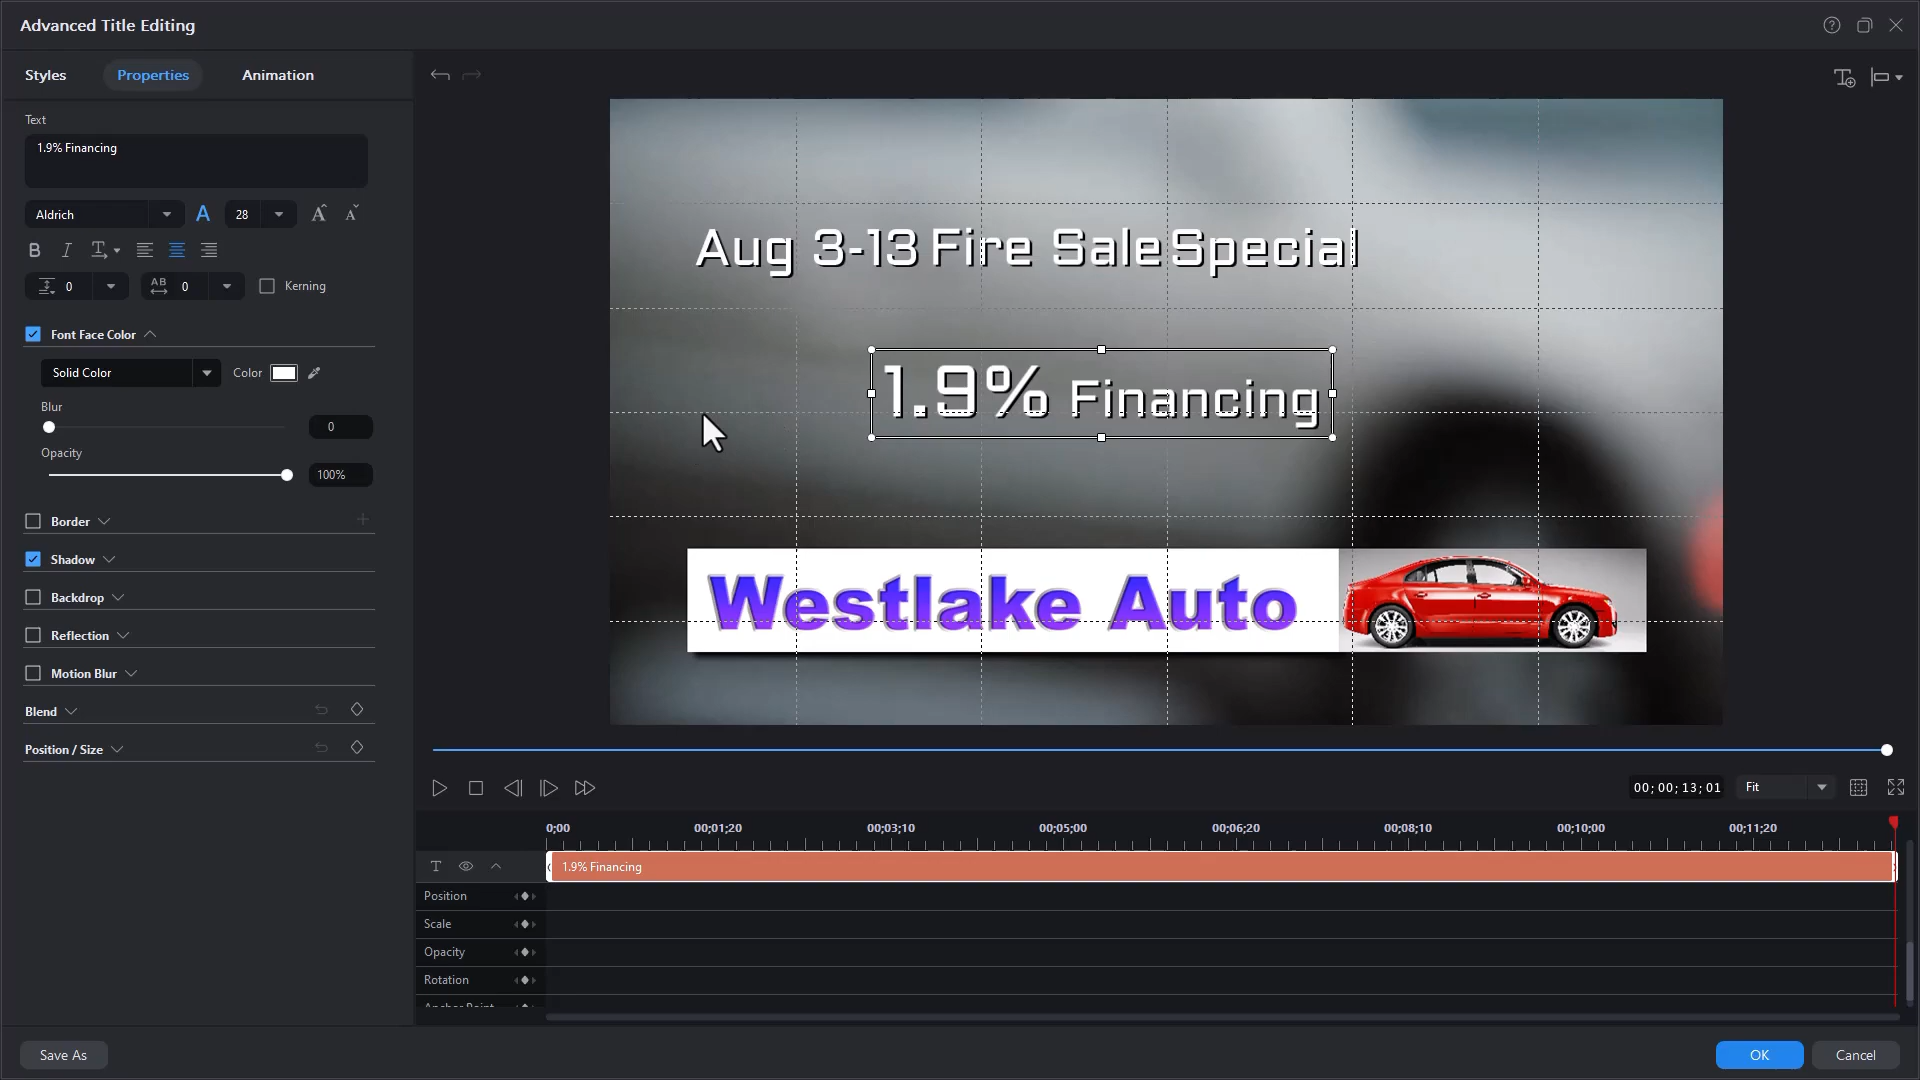 Advanced Title Editing
Styles Properties Animation
Text
1.9% Financing
Aldrich A 28
0 AB 0 Kerning
Font Face Color
Solid Color Color
Blur
0
Opacity
100%
Border
Shadow
Backdrop
Reflection
Motion Blur
Blend
Position / Size
Aug 3-13 Fire Sale Special
1.9% Financing
Westlake Auto
00; 00; 13; 01 Fit
0;00 00;01;20 00;03;10 00;05;00 00;06;20 00;08;10 00;10;00 00;11;20
1.9% Financing
Position
Scale
Opacity
Rotation
Anchor Point
Save As OK Cancel